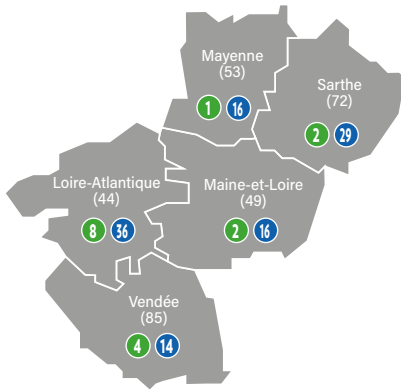 Mayenne
(53)
1 16
Sarthe
(72)
2 29
Loire-Atlantique
(44)
8 36
Maine-et-Loire
(49)
2 16
Vendée
(85)
4 14